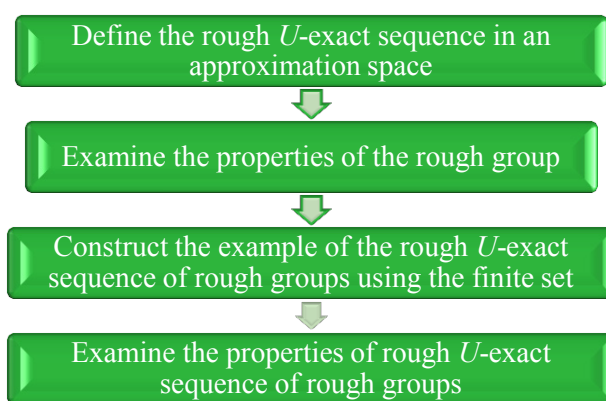 Define the rough U-exact sequence in an
approximation space
Examine the properties of the rough group
Construct the example of the rough U-exact
sequence of rough groups using the finite set
Examine the properties of rough U-exact
sequence of rough groups